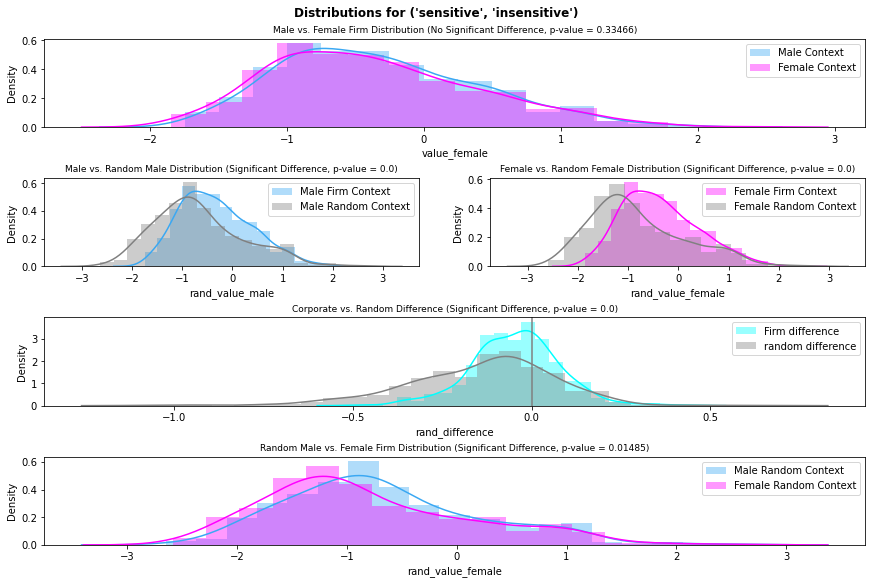 Distributions for ('sensitive', 'insensitive')
Male vs. Female Firm Distribution (No Significant Difference, p-value = 0.33466)
Density
0.6
0.4
0.2
0.0
Male Context
Female Context
−2 −1 0 1 2 3
value_female
Male vs. Random Male Distribution (Significant Difference, p-value = 0.0)
Density
0.6
0.4
0.2
0.0
Male Firm Context
Male Random Context
−3 −2 −1 0 1 2 3
rand_value_male
Female vs. Random Female Distribution (Significant Difference, p-value = 0.0)
Density
0.6
0.4
0.2
0.0
Female Firm Context
Female Random Context
−3 −2 −1 0 1 2 3
rand_value_female
Corporate vs. Random Difference (Significant Difference, p-value = 0.0)
Density
3
2
1
0
Firm difference
random difference
−1.0 −0.5 0.0 0.5
rand_difference
Random Male vs. Female Firm Distribution (Significant Difference, p-value = 0.01485)
Density
0.6
0.4
0.2
0.0
Male Random Context
Female Random Context
−3 −2 −1 0 1 2 3
rand_value_female